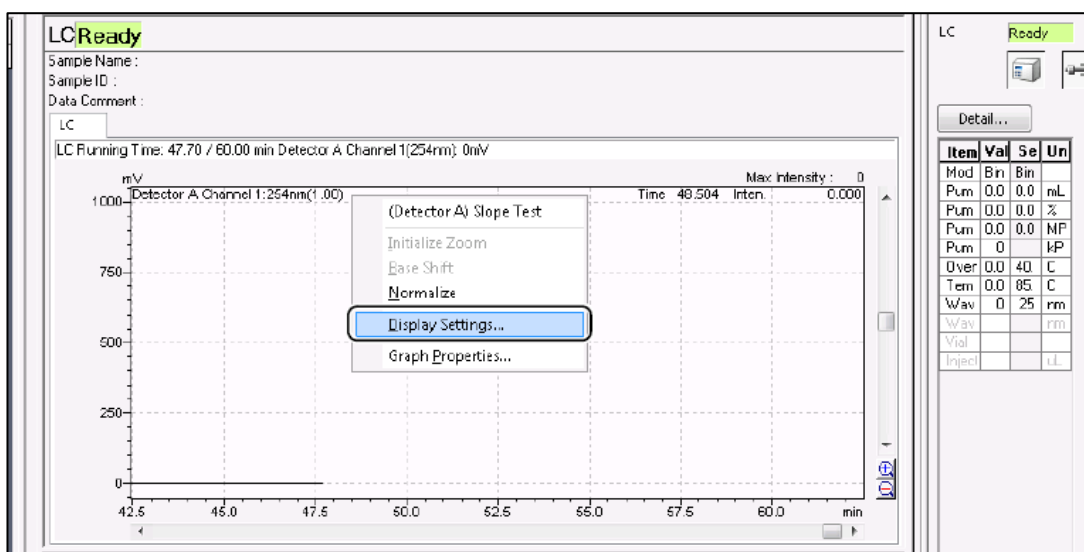 LC Ready
Sample Name :
Sample ID :
Data Comment :
LC
LC Running Time: 47.70 / 60.00 min Detector A Channel 1(254nm): 0mV
mV
Max Intensity : 0
Detector A Channel 1:254nm(1.00)
Time 48.504 Inten. 0.000
1000
750
500
250
0
42.5 45.0 47.5 50.0 52.5 55.0 57.5 60.0 min
(Detector A) Slope Test
Initialize Zoom
Base Shift
Normalize
Display Settings...
Graph Properties...
LC Ready
Detail...
Item Val Se Un
Mod Bin Bin
Pum 0.0 0.0 mL
Pum 0.0 0.0 %
Pum 0.0 0.0 MP
Pum 0 kP
Over 0.0 40. C
Tem 0.0 85. C
Wav 0 25 nm
Wav nm
Vial
Inject uL